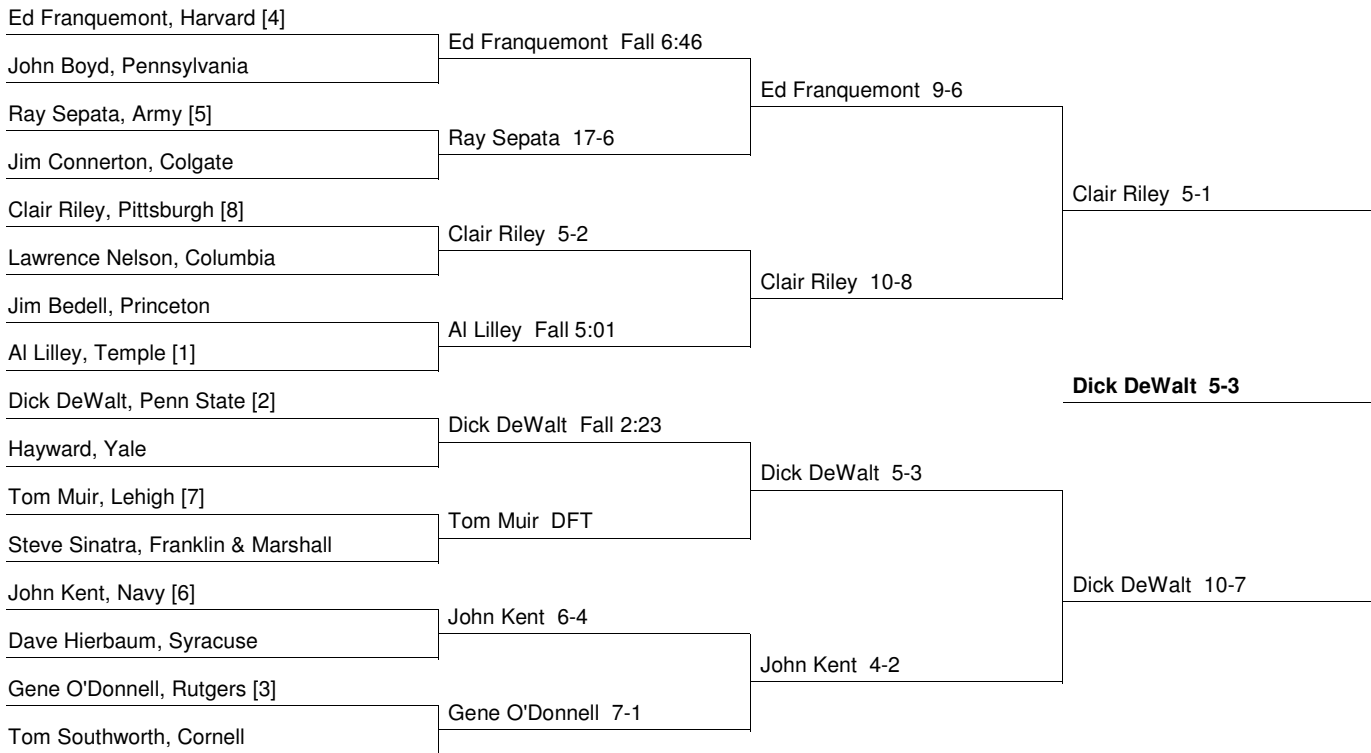 Ed Franquemont, Harvard [4]
John Boyd, Pennsylvania
Ray Sepata, Army [5]
Jim Connerton, Colgate
Clair Riley, Pittsburgh [8]
Lawrence Nelson, Columbia
Jim Bedell, Princeton
Al Lilley, Temple [1]
Dick DeWalt, Penn State [2]
Hayward, Yale
Tom Muir, Lehigh [7]
Steve Sinatra, Franklin & Marshall
John Kent, Navy [6]
Dave Hierbaum, Syracuse
Gene O'Donnell, Rutgers [3]
Tom Southworth, Cornell
Ed Franquemont Fall 6:46
Ray Sepata 17-6
Clair Riley 5-2
Al Lilley Fall 5:01
Dick DeWalt Fall 2:23
Tom Muir DFT
John Kent 6-4
Gene O'Donnell 7-1
Ed Franquemont 9-6
Clair Riley 10-8
Dick DeWalt 5-3
John Kent 4-2
Clair Riley 5-1
Dick DeWalt 5-3
Dick DeWalt 10-7